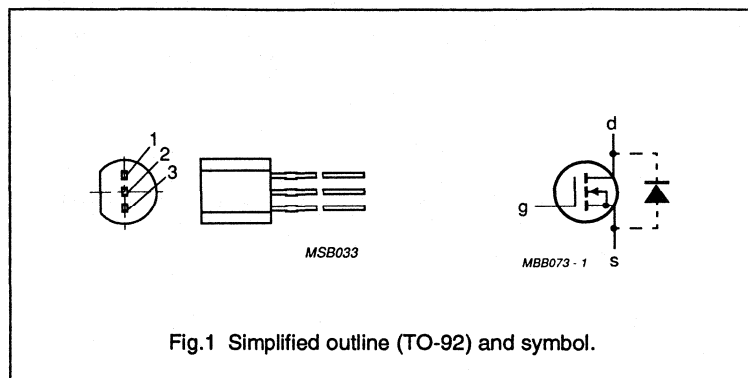 1
2
3
MSB033
d
g
s
MBB073 - 1
Fig.1 Simplified outline (TO-92) and symbol.